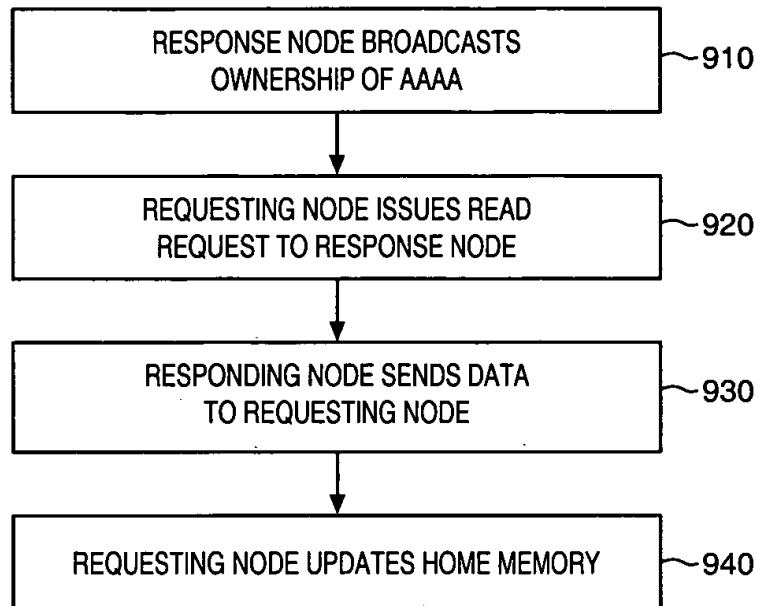 RESPONSE NODE BROADCASTS
OWNERSHIP OF AAAA
910
REQUESTING NODE ISSUES READ
REQUEST TO RESPONSE NODE
920
RESPONDING NODE SENDS DATA
TO REQUESTING NODE
930
REQUESTING NODE UPDATES HOME MEMORY
940